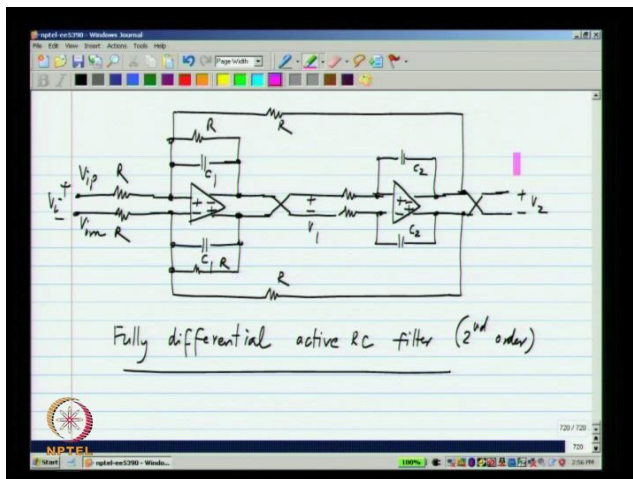 nptel-ee5390 - Windows Journal
File Edit View Insert Actions Tools Help
Page Width
B I
R
R
C1
Vip R
Vi + -
Vim R
+ - - +
C1 R
R
+ - V1
C2
+ - - +
C2
+ - V2
Fully differential active RC filter (2nd order)
NPTEL
720 / 720
720
Start
nptel-ee5390 - Windo...
100%
2:56 PM